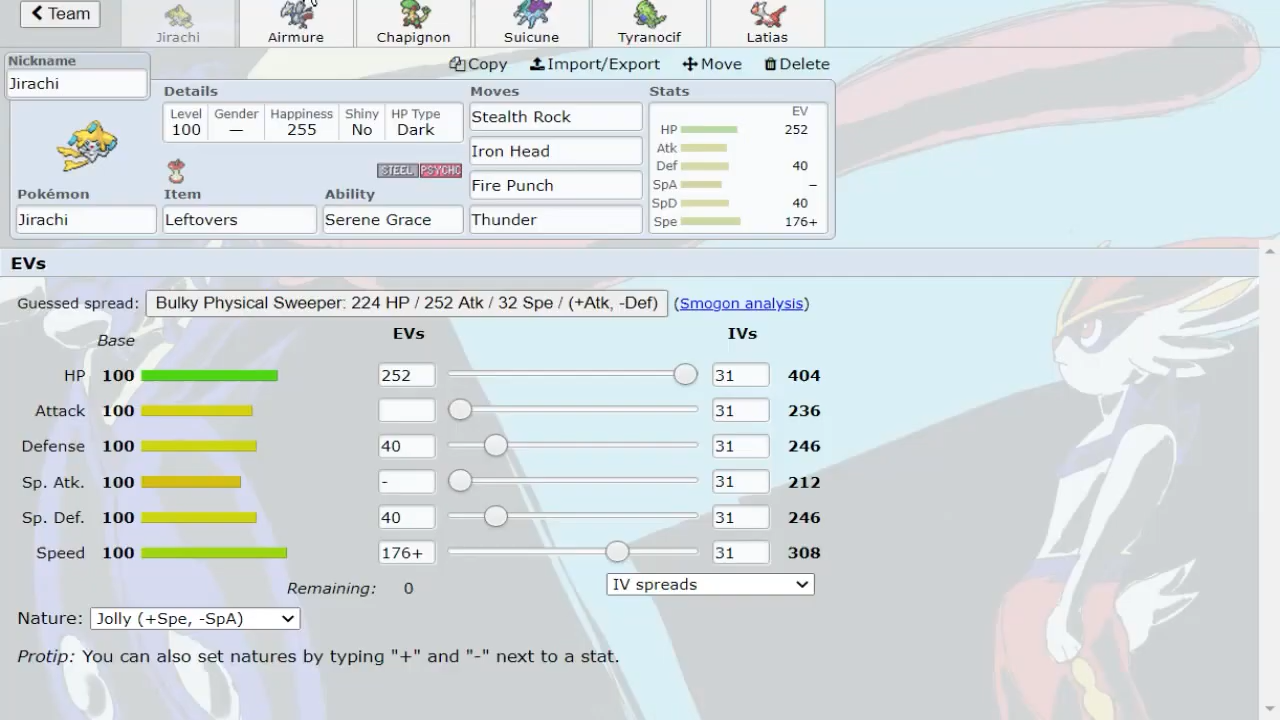 Team
Jirachi Airmure Chapignon Suicune Tyranocif Latias
Nickname
Jirachi
Copy Import/Export Move Delete
Details Moves Stats
Level Gender Happiness Shiny HP Type
100 — 255 No Dark
Stealth Rock
Iron Head
Fire Punch
Thunder
EV
HP 252
Atk
Def 40
SpA –
SpD 40
Spe 176+
STEEL PSYCHO
Pokémon Item Ability
Jirachi Leftovers Serene Grace
EVs
Guessed spread: Bulky Physical Sweeper: 224 HP / 252 Atk / 32 Spe / (+Atk, -Def) (Smogon analysis)
Base EVs IVs
HP 100 252 31 404
Attack 100 31 236
Defense 100 40 31 246
Sp. Atk. 100 - 31 212
Sp. Def. 100 40 31 246
Speed 100 176+ 31 308
Remaining: 0 IV spreads
Nature: Jolly (+Spe, -SpA)
Protip: You can also set natures by typing "+" and "-" next to a stat.